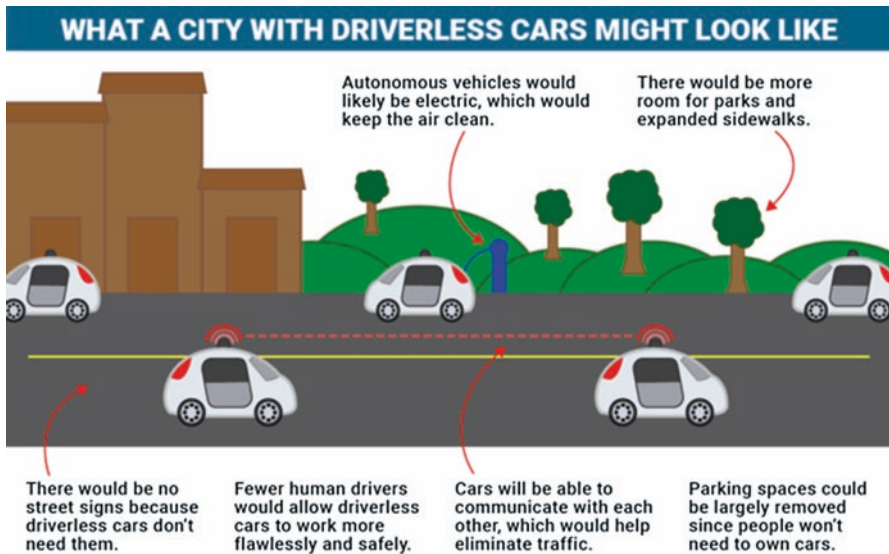 WHAT A CITY WITH DRIVERLESS CARS MIGHT LOOK LIKE
Autonomous vehicles would
likely be electric, which would
keep the air clean.
There would be more
room for parks and
expanded sidewalks.
There would be no
street signs because
driverless cars don't
need them.
Fewer human drivers
would allow driverless
cars to work more
flawlessly and safely.
Cars will be able to
communicate with each
other, which would help
eliminate traffic.
Parking spaces could
be largely removed
since people won't
need to own cars.